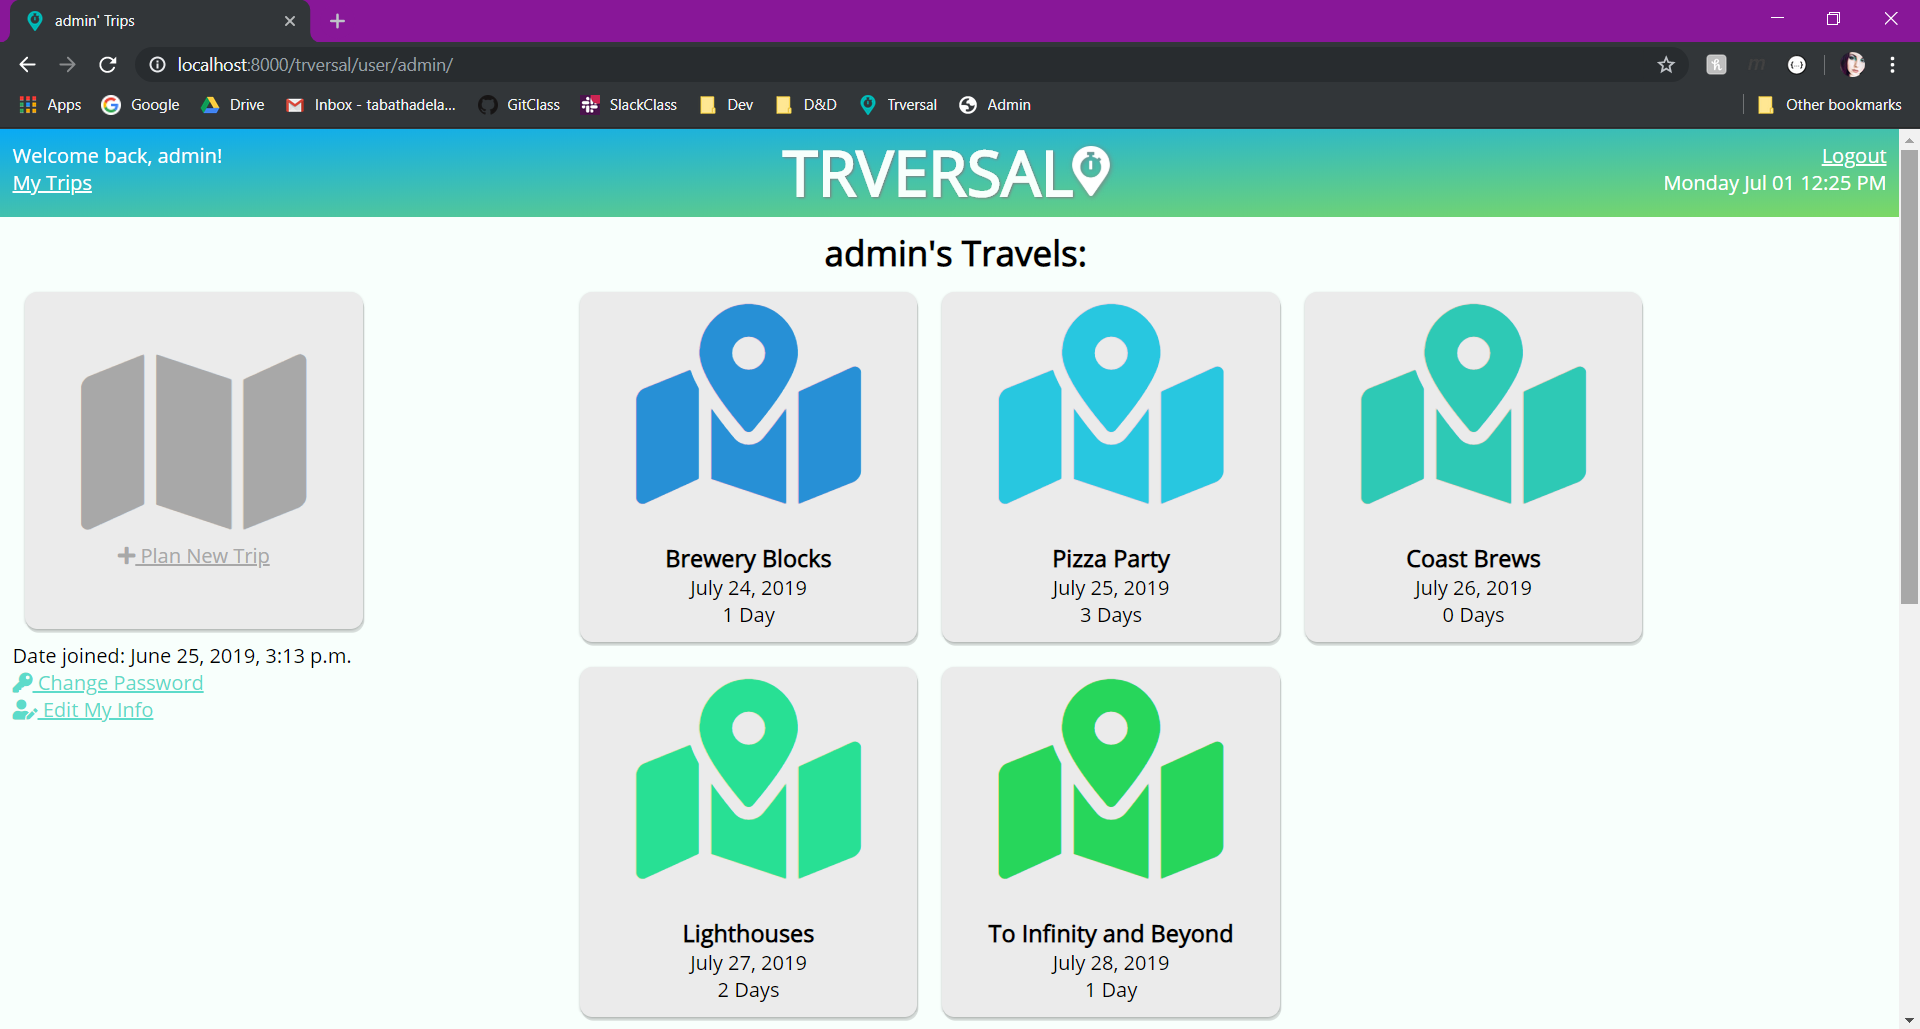 admin' Trips
localhost:8000/trversal/user/admin/
Apps Google Drive Inbox - tabathadela... GitClass SlackClass Dev D&D Trversal Admin Other bookmarks
Welcome back, admin!
My Trips
TRVERSAL
Logout
Monday Jul 01 12:25 PM
admin's Travels:
Plan New Trip
Date joined: June 25, 2019, 3:13 p.m.
Change Password
Edit My Info
Brewery Blocks
July 24, 2019
1 Day
Pizza Party
July 25, 2019
3 Days
Coast Brews
July 26, 2019
0 Days
Lighthouses
July 27, 2019
2 Days
To Infinity and Beyond
July 28, 2019
1 Day